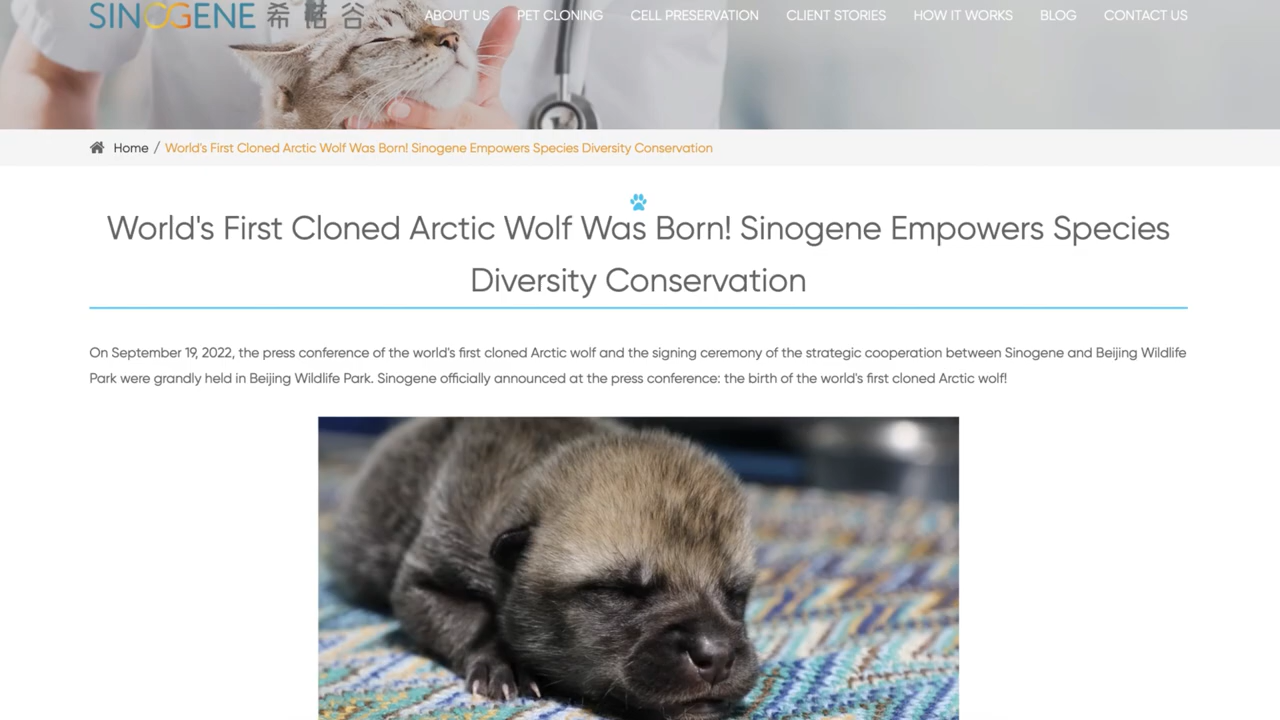 SINOGENE 希诺谷
ABOUT US PET CLONING CELL PRESERVATION CLIENT STORIES HOW IT WORKS BLOG CONTACT US
Home / World's First Cloned Arctic Wolf Was Born! Sinogene Empowers Species Diversity Conservation
World's First Cloned Arctic Wolf Was Born! Sinogene Empowers Species
Diversity Conservation
On September 19, 2022, the press conference of the world's first cloned Arctic wolf and the signing ceremony of the strategic cooperation between Sinogene and Beijing Wildlife
Park were grandly held in Beijing Wildlife Park. Sinogene officially announced at the press conference: the birth of the world's first cloned Arctic wolf!